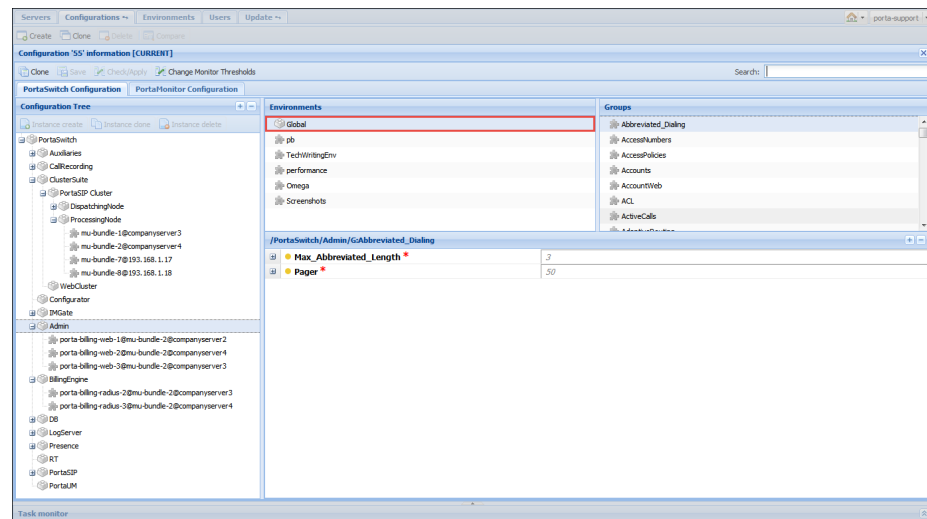 Servers Configurations Environments Users Update porta-support
Create Clone Delete Compare
Configuration '55' information [CURRENT]
Clone Save Check/Apply Change Monitor Thresholds Search:
PortaSwitch Configuration PortaMonitor Configuration
Configuration Tree
Instance create Instance clone Instance delete
PortaSwitch
Auxiliaries
CallRecording
ClusterSuite
PortaSIP Cluster
DispatchingNode
ProcessingNode
mu-bundle-1@companyserver3
mu-bundle-2@companyserver4
mu-bundle-7@193.168.1.17
mu-bundle-8@193.168.1.18
WebCluster
Configurator
IMGate
Admin
porta-billing-web-1@mu-bundle-2@companyserver2
porta-billing-web-2@mu-bundle-2@companyserver4
porta-billing-web-3@mu-bundle-2@companyserver3
BillingEngine
porta-billing-radius-2@mu-bundle-2@companyserver3
porta-billing-radius-3@mu-bundle-2@companyserver4
DB
LogServer
Presence
RT
PortaSIP
PortaUM
Environments
Global
pb
TechWritingEnv
performance
Omega
Screenshots
Groups
Abbreviated_Dialing
AccessNumbers
AccessPolicies
Accounts
AccountWeb
ACL
ActiveCalls
AdaptiveRouting
/PortaSwitch/Admin/G:Abbreviated_Dialing
Max_Abbreviated_Length * 3
Pager * 50
Task monitor